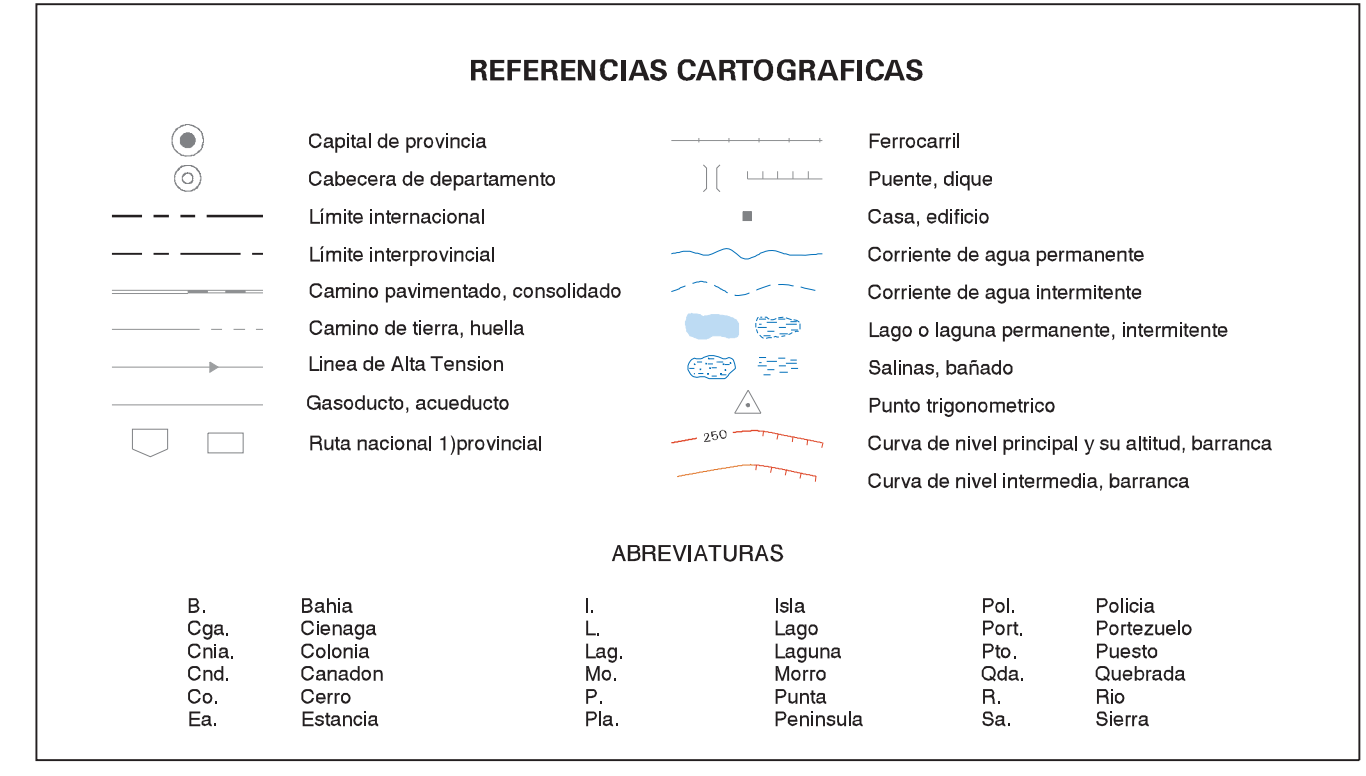 REFERENCIAS CARTOGRAFICAS
Capital de provincia
Cabecera de departamento
Límite internacional
Límite interprovincial
Camino pavimentado, consolidado
Camino de tierra, huella
Linea de Alta Tension
Gasoducto, acueducto
Ruta nacional 1)provincial
Ferrocarril
Puente, dique
Casa, edificio
Corriente de agua permanente
Corriente de agua intermitente
Lago o laguna permanente, intermitente
Salinas, bañado
Punto trigonometrico
250 Curva de nivel principal y su altitud, barranca
Curva de nivel intermedia, barranca
ABREVIATURAS
B. Bahia
Cga. Cienaga
Cnia. Colonia
Cnd. Canadon
Co. Cerro
Ea. Estancia
I. Isla
L. Lago
Lag. Laguna
Mo. Morro
P. Punta
Pla. Peninsula
Pol. Policia
Port. Portezuelo
Pto. Puesto
Qda. Quebrada
R. Rio
Sa. Sierra